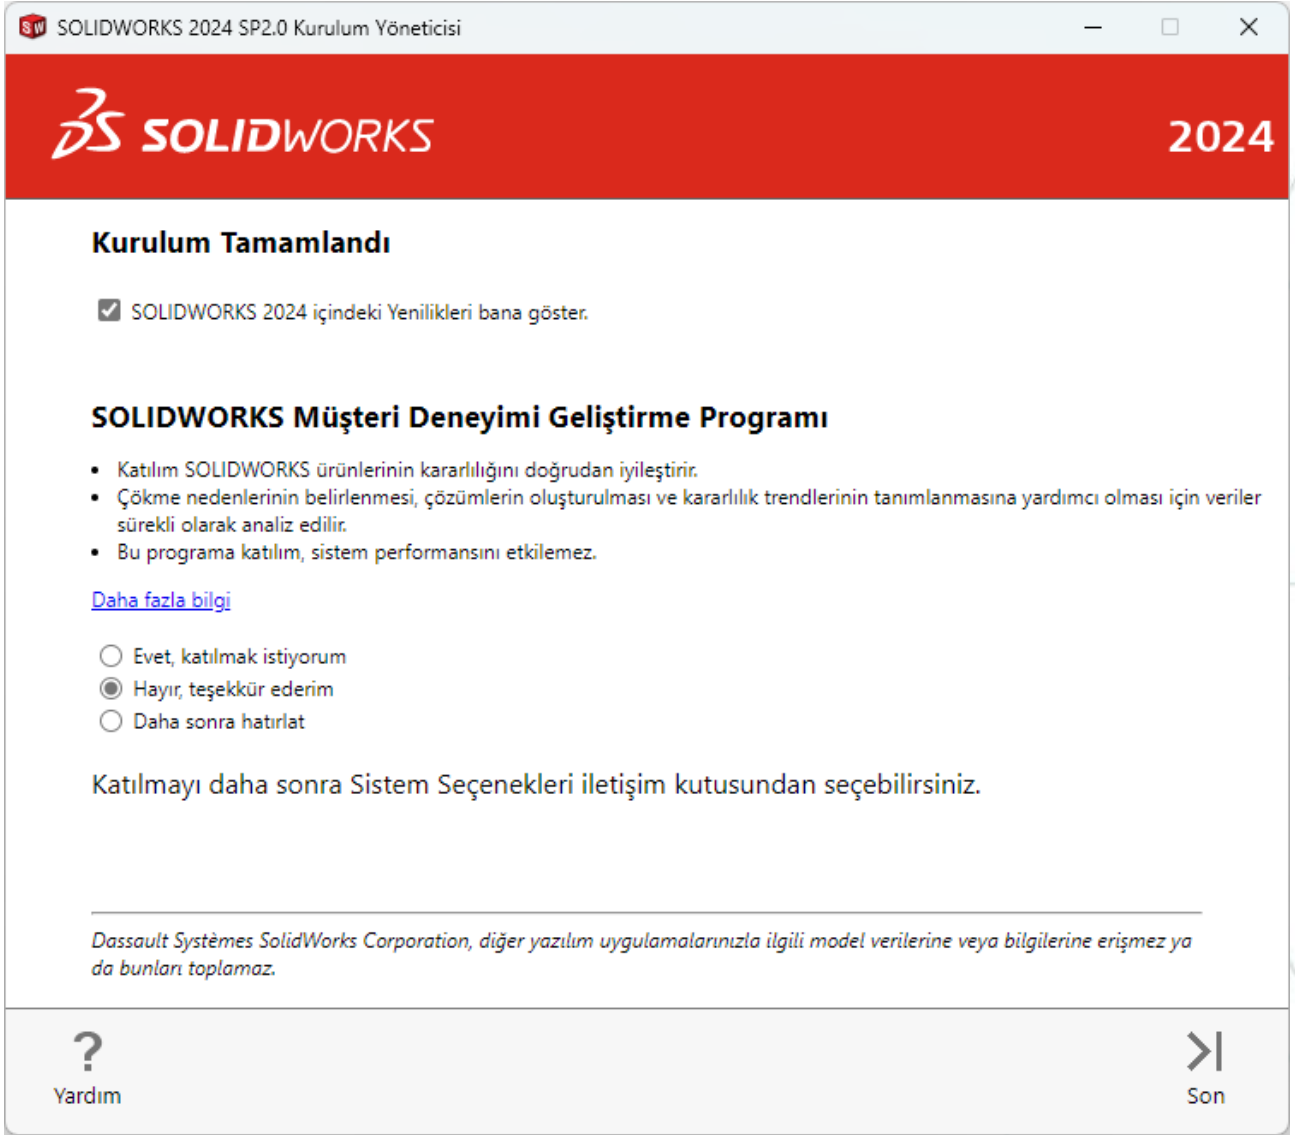 SOLIDWORKS 2024 SP2.0 Kurulum Yöneticisi
SOLIDWORKS
2024
Kurulum Tamamlandı
SOLIDWORKS 2024 içindeki Yenilikleri bana göster.
SOLIDWORKS Müşteri Deneyimi Geliştirme Programı
• Katılım SOLIDWORKS ürünlerinin kararlılığını doğrudan iyileştirir.
• Çökme nedenlerinin belirlenmesi, çözümlerin oluşturulması ve kararlılık trendlerinin tanımlanmasına yardımcı olması için veriler
sürekli olarak analiz edilir.
• Bu programa katılım, sistem performansını etkilemez.
Daha fazla bilgi
Evet, katılmak istiyorum
Hayır, teşekkür ederim
Daha sonra hatırlat
Katılmayı daha sonra Sistem Seçenekleri iletişim kutusundan seçebilirsiniz.
Dassault Systèmes SolidWorks Corporation, diğer yazılım uygulamalarınızla ilgili model verilerine veya bilgilerine erişmez ya
da bunları toplamaz.
Yardım
Son